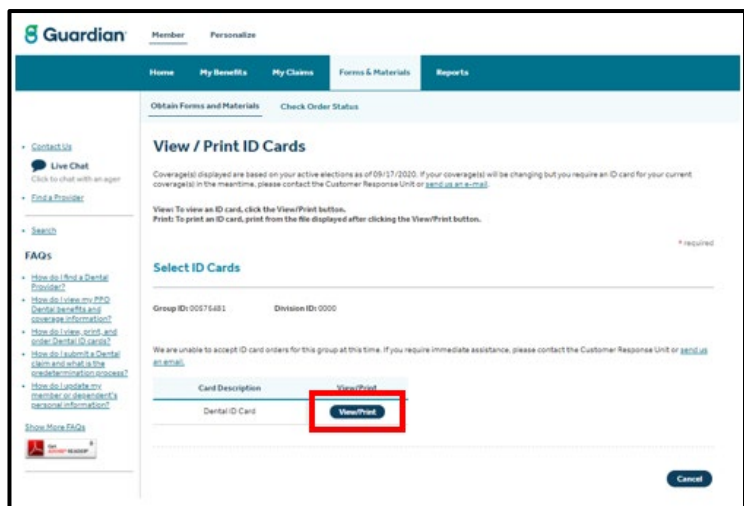 Guardian
Member Personalize
Home My Benefits My Claims Forms & Materials Reports
Obtain Forms and Materials Check Order Status
Contact Us
Live Chat
Click to chat with an agen
Find a Provider
Search
FAQs
How do I find a Dental
Provider?
How do I view my PPO
Dental benefits and
coverage information?
How do I view, print, and
order Dental ID cards?
How do I submit a Dental
claim and what is the
predetermination process?
How do I update my
member or dependent's
personal information?
Show More FAQs
Get
ADOBE® READER®
View / Print ID Cards
Coverage(s) displayed are based on your active elections as of 09/17/2020. If your coverage(s) will be changing but you require an ID card for your current
coverage(s) in the meantime, please contact the Customer Response Unit or send us an e-mail.
View: To view an ID card, click the View/Print button.
Print: To print an ID card, print from the file displayed after clicking the View/Print button.
* required
Select ID Cards
Group ID: 00575481 Division ID: 0000
We are unable to accept ID card orders for this group at this time. If you require immediate assistance, please contact the Customer Response Unit or send us
an email.
Card Description View/Print
Dental ID Card View/Print
Cancel